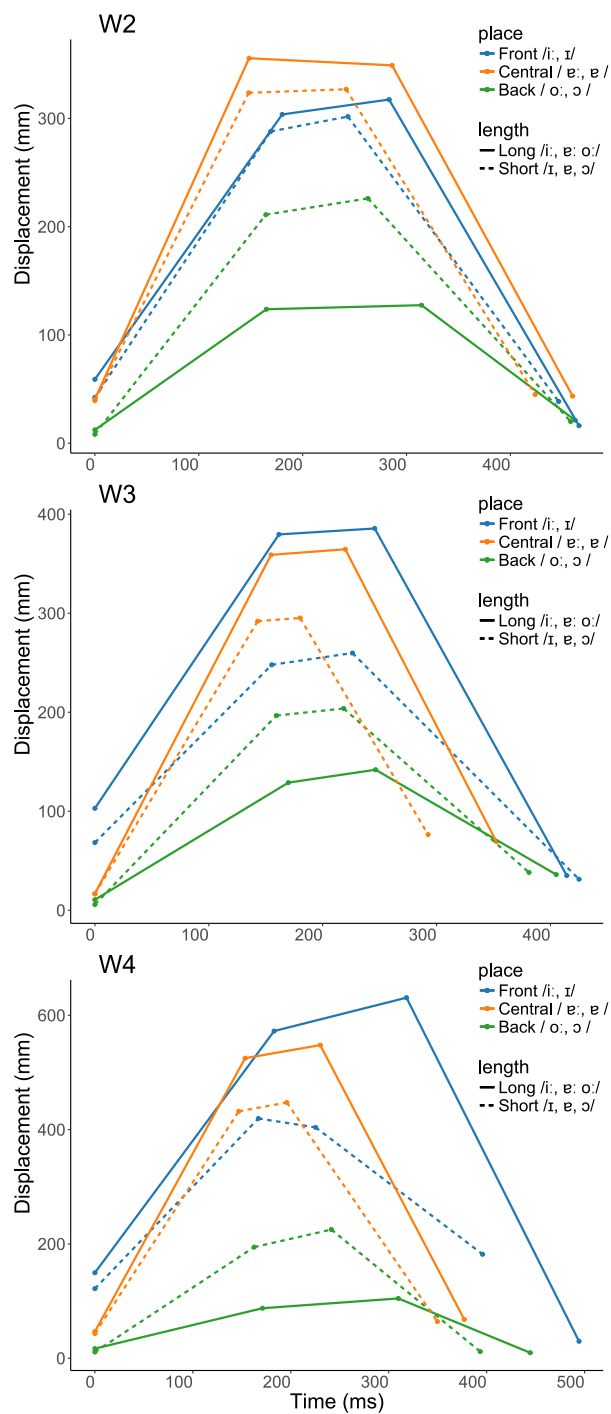 W2
place
Front /iː, ɪ/
Central / ɐː, ɐ /
Back / oː, ɔ /
length
Long /iː, ɐː oː/
Short /ɪ, ɐ, ɔ/
Displacement (mm)
300
200
100
0
0 100 200 300 400
W3
place
Front /iː, ɪ/
Central / ɐː, ɐ /
Back / oː, ɔ /
length
Long /iː, ɐː oː/
Short /ɪ, ɐ, ɔ/
Displacement (mm)
400
300
200
100
0
0 100 200 300 400
W4
place
Front /iː, ɪ/
Central / ɐː, ɐ /
Back / oː, ɔ /
length
Long /iː, ɐː oː/
Short /ɪ, ɐ, ɔ/
Displacement (mm)
600
400
200
0
0 100 200 300 400 500
Time (ms)